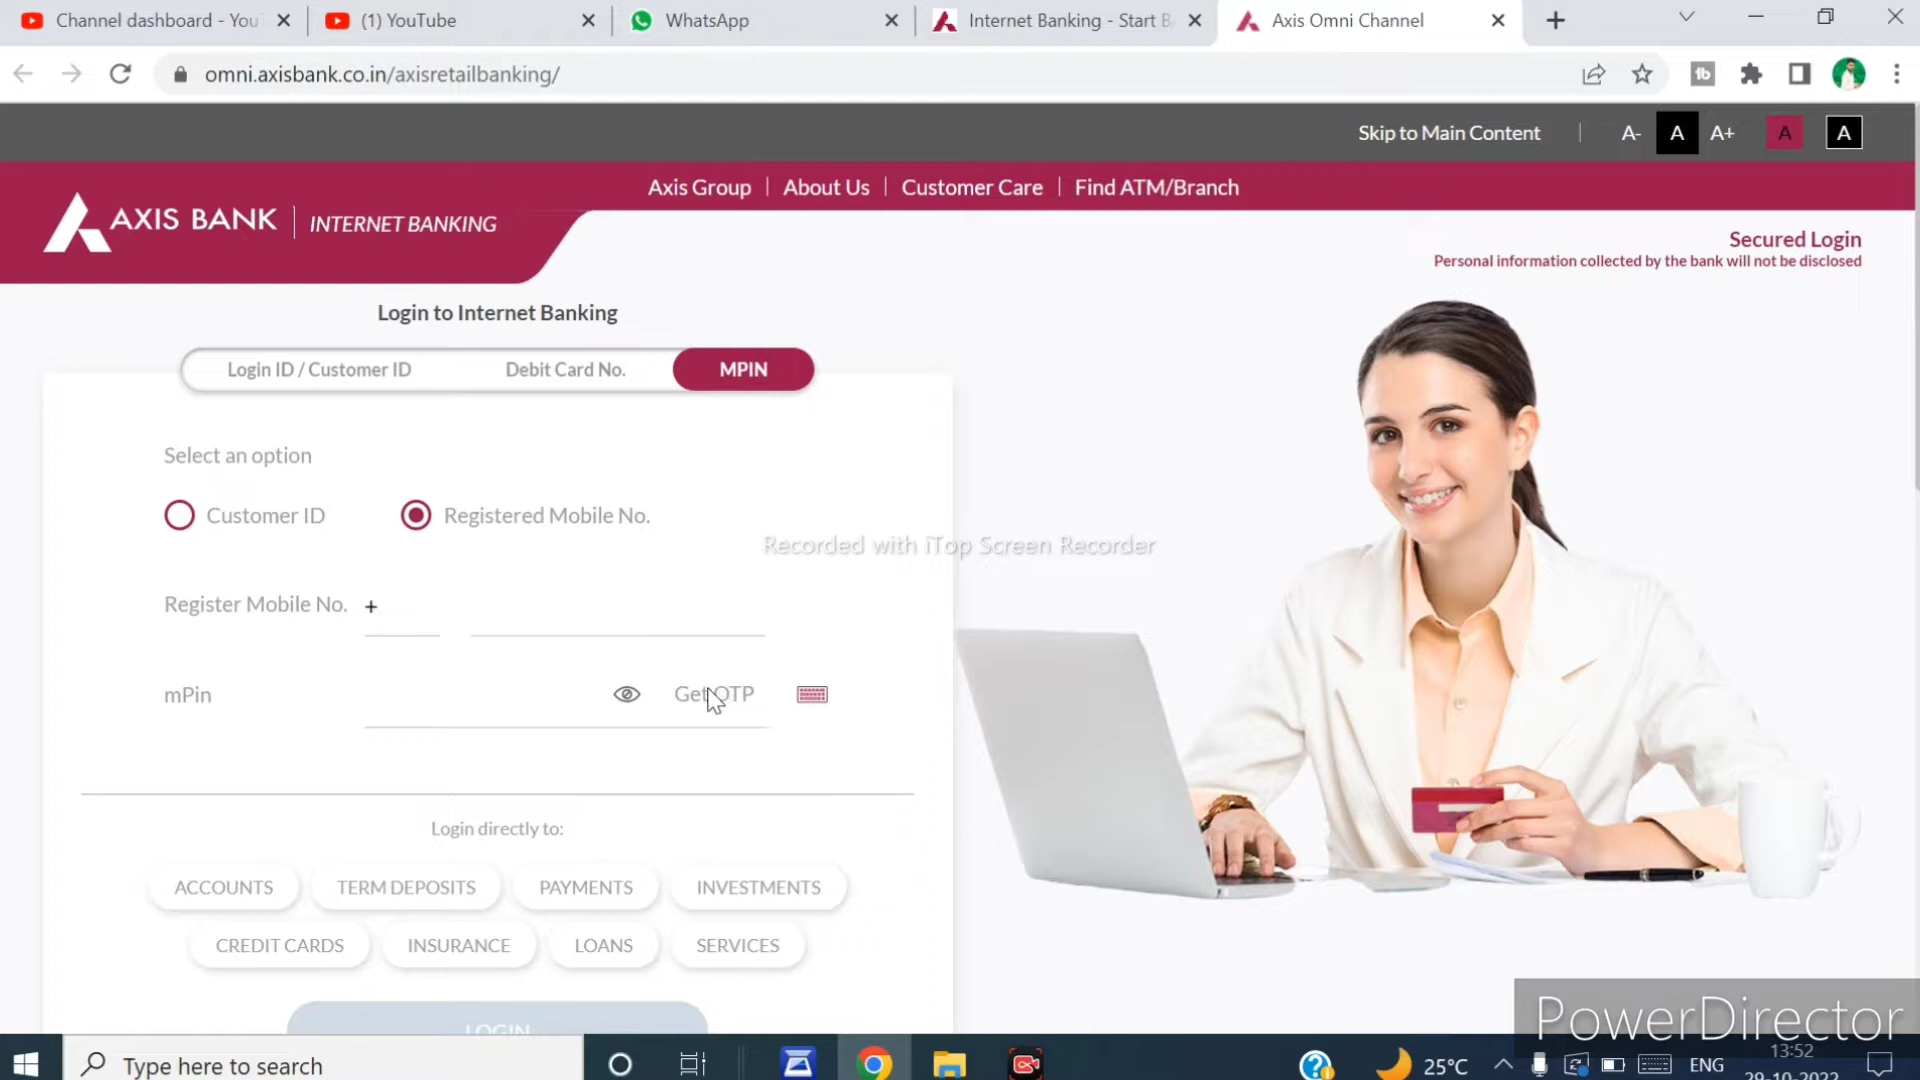 Channel dashboard - You
(1) YouTube
WhatsApp
Internet Banking - Start B
Axis Omni Channel
omni.axisbank.co.in/axisretailbanking/
Skip to Main Content
A-
A
A+
A
A
Axis Group | About Us | Customer Care | Find ATM/Branch
AXIS BANK | INTERNET BANKING
Secured Login
Personal information collected by the bank will not be disclosed
Login to Internet Banking
Login ID / Customer ID
Debit Card No.
MPIN
Select an option
Customer ID
Registered Mobile No.
Recorded with iTop Screen Recorder
Register Mobile No. +
mPin
Get OTP
Login directly to:
ACCOUNTS
TERM DEPOSITS
PAYMENTS
INVESTMENTS
CREDIT CARDS
INSURANCE
LOANS
SERVICES
LOGIN
PowerDirector
Type here to search
25°C
ENG
13:52
29-10-2022